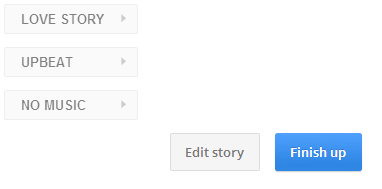 LOVE STORY
UPBEAT
NO MUSIC
Edit story Finish up